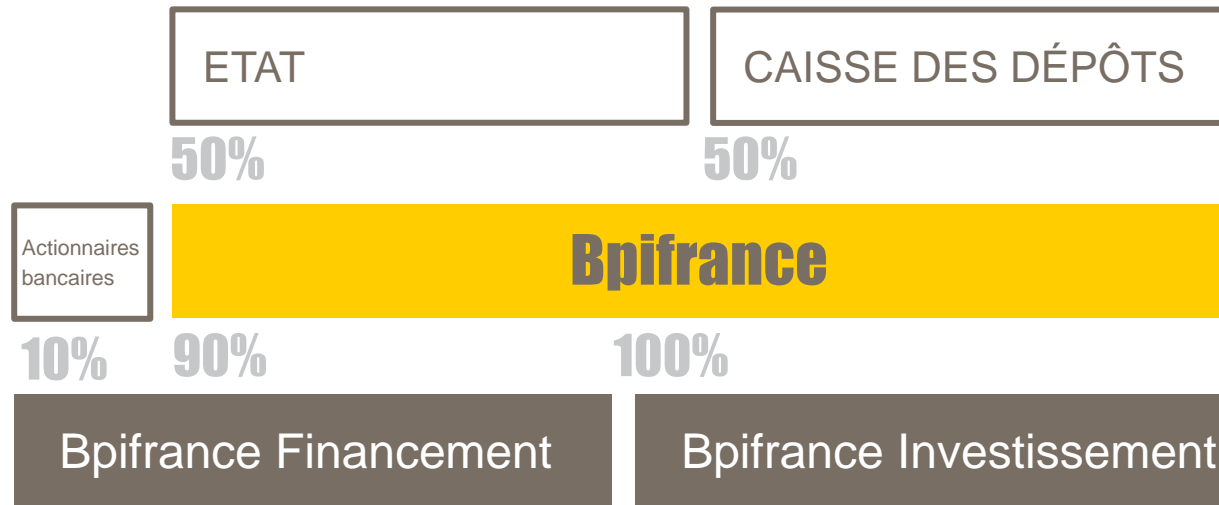 ETAT
CAISSE DES DÉPÔTS
50%
50%
Actionnaires
bancaires
Bpifrance
10%
90%
100%
Bpifrance Financement
Bpifrance Investissement